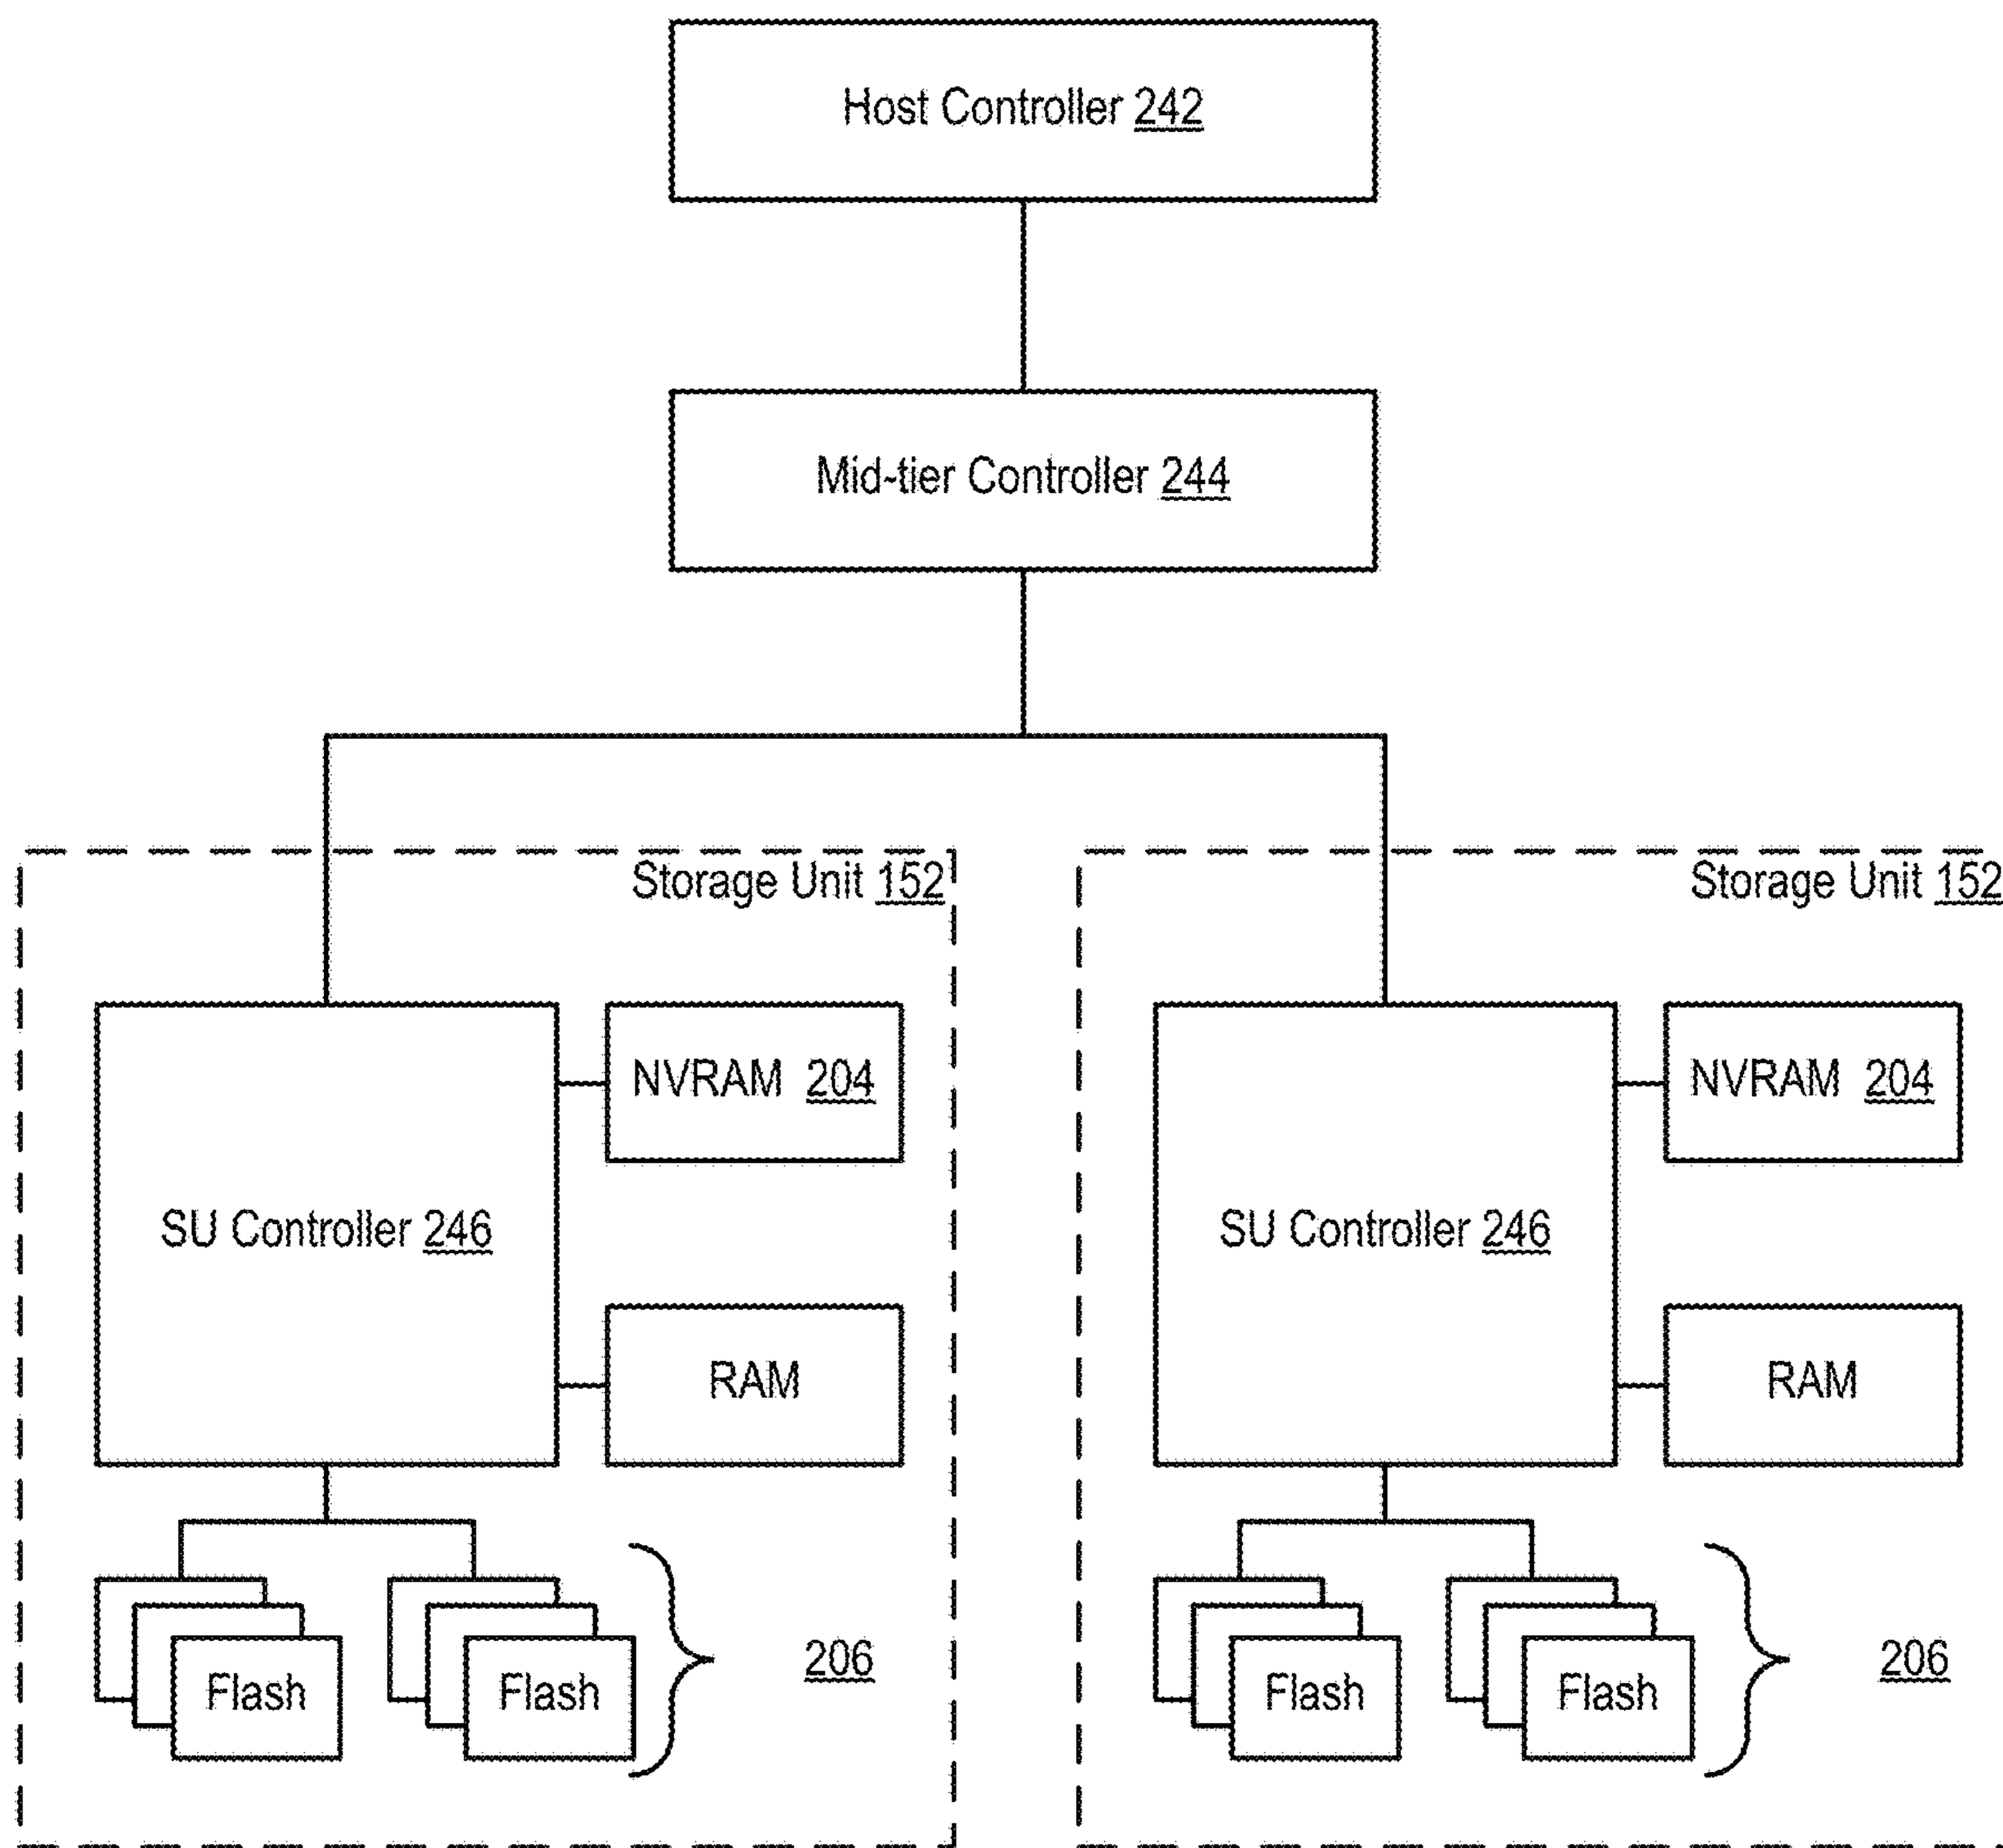 Host Controller 242
Mid-tier Controller 244
Storage Unit 152
Storage Unit 152
NVRAM 204
NVRAM 204
SU Controller 246
SU Controller 246
RAM
RAM
206
206
Flash
Flash
Flash
Flash